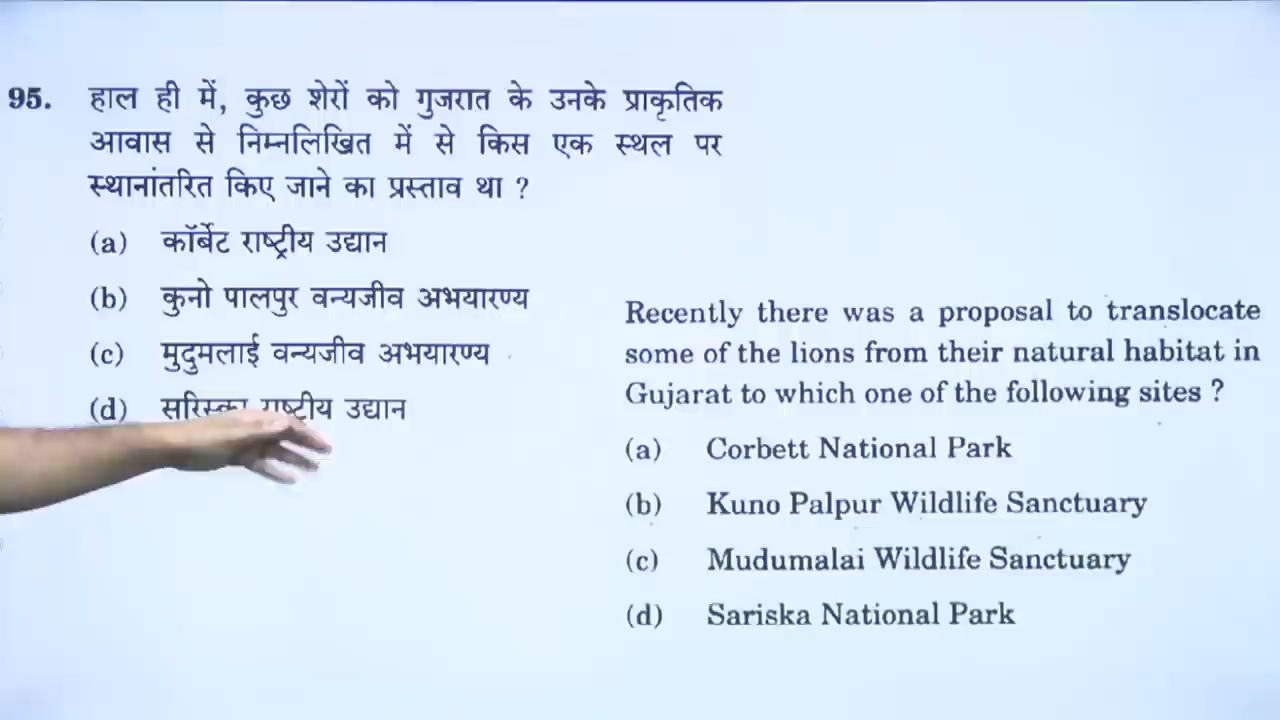 95. हाल ही में, कुछ शेरों को गुजरात के उनके प्राकृतिक
आवास से निम्नलिखित में से किस एक स्थल पर
स्थानांतरित किए जाने का प्रस्ताव था ?
(a) कॉर्बेट राष्ट्रीय उद्यान
(b) कुनो पालपुर वन्यजीव अभयारण्य
(c) मुदुमलाई वन्यजीव अभयारण्य
(d) सरिस्का राष्ट्रीय उद्यान
Recently there was a proposal to translocate
some of the lions from their natural habitat in
Gujarat to which one of the following sites ?
(a) Corbett National Park
(b) Kuno Palpur Wildlife Sanctuary
(c) Mudumalai Wildlife Sanctuary
(d) Sariska National Park